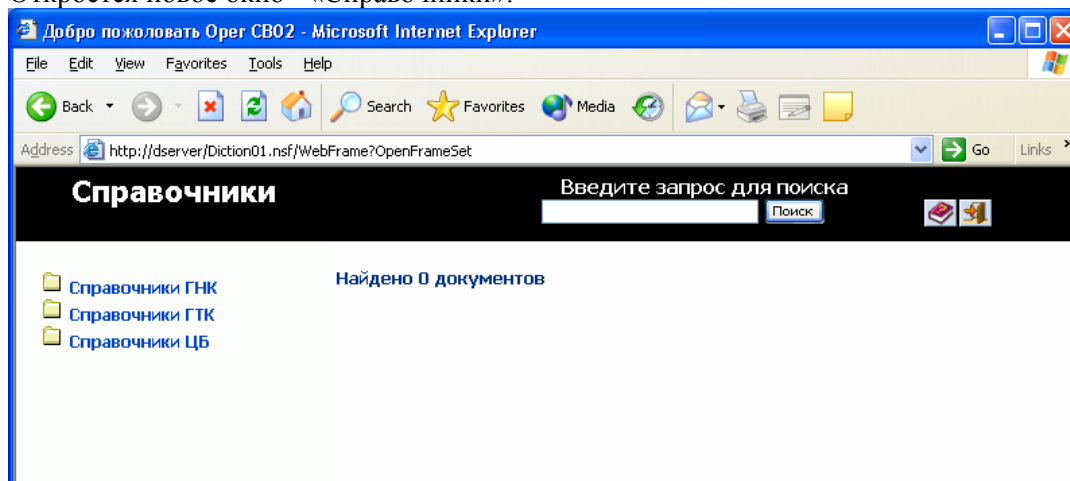 Откроется новое окно – «Справочники».
Добро пожоловать Oper CB02 - Microsoft Internet Explorer
File Edit View Favorites Tools Help
Back Search Favorites Media
Address http://dserver/Diction01.nsf/WebFrame?OpenFrameSet Go Links »
Справочники
Введите запрос для поиска
Поиск
Справочники ГНК
Справочники ГТК
Справочники ЦБ
Найдено 0 документов